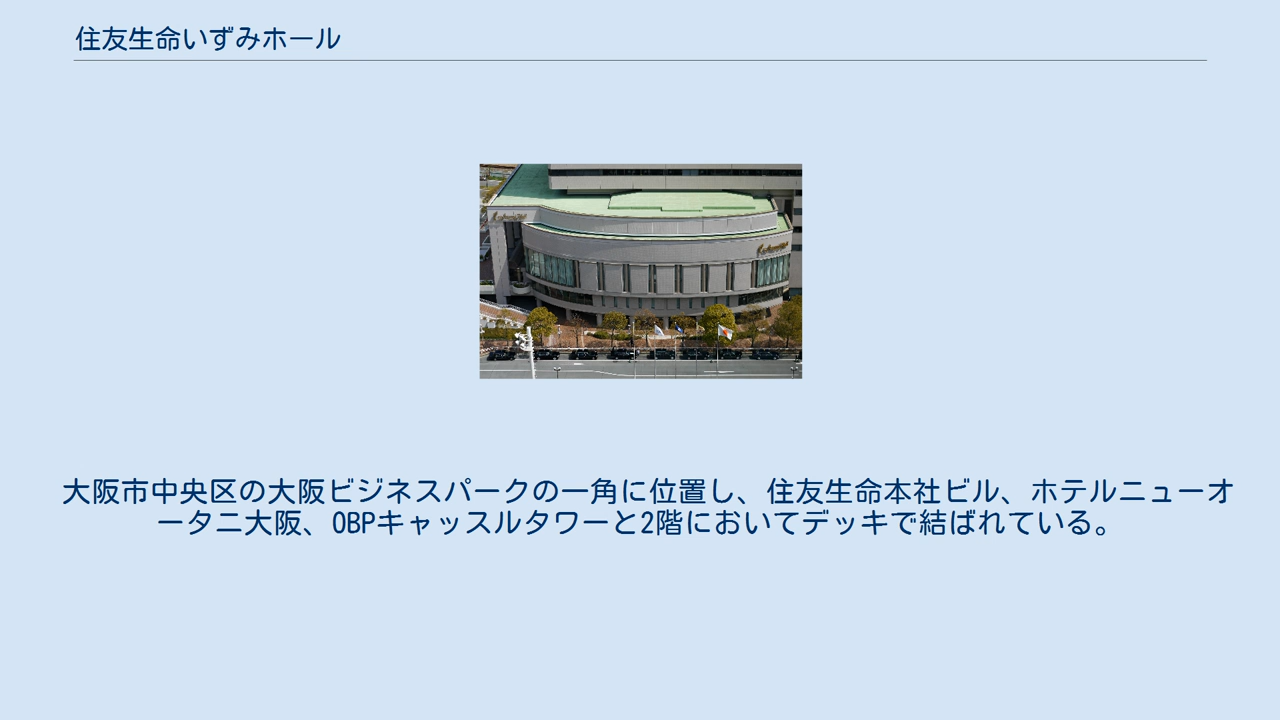 住友生命いずみホール
大阪市中央区の大阪ビジネスパークの一角に位置し、住友生命本社ビル、ホテルニューオ
ータニ大阪、OBPキャッスルタワーと2階においてデッキで結ばれている。